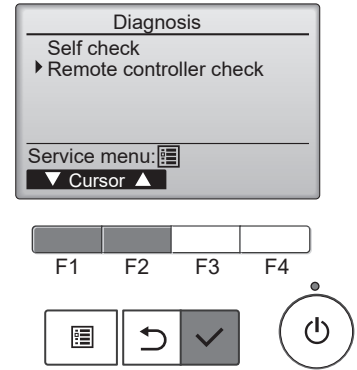 Diagnosis
Self check
Remote controller check
Service menu:
▼ Cursor ▲
F1 F2 F3 F4